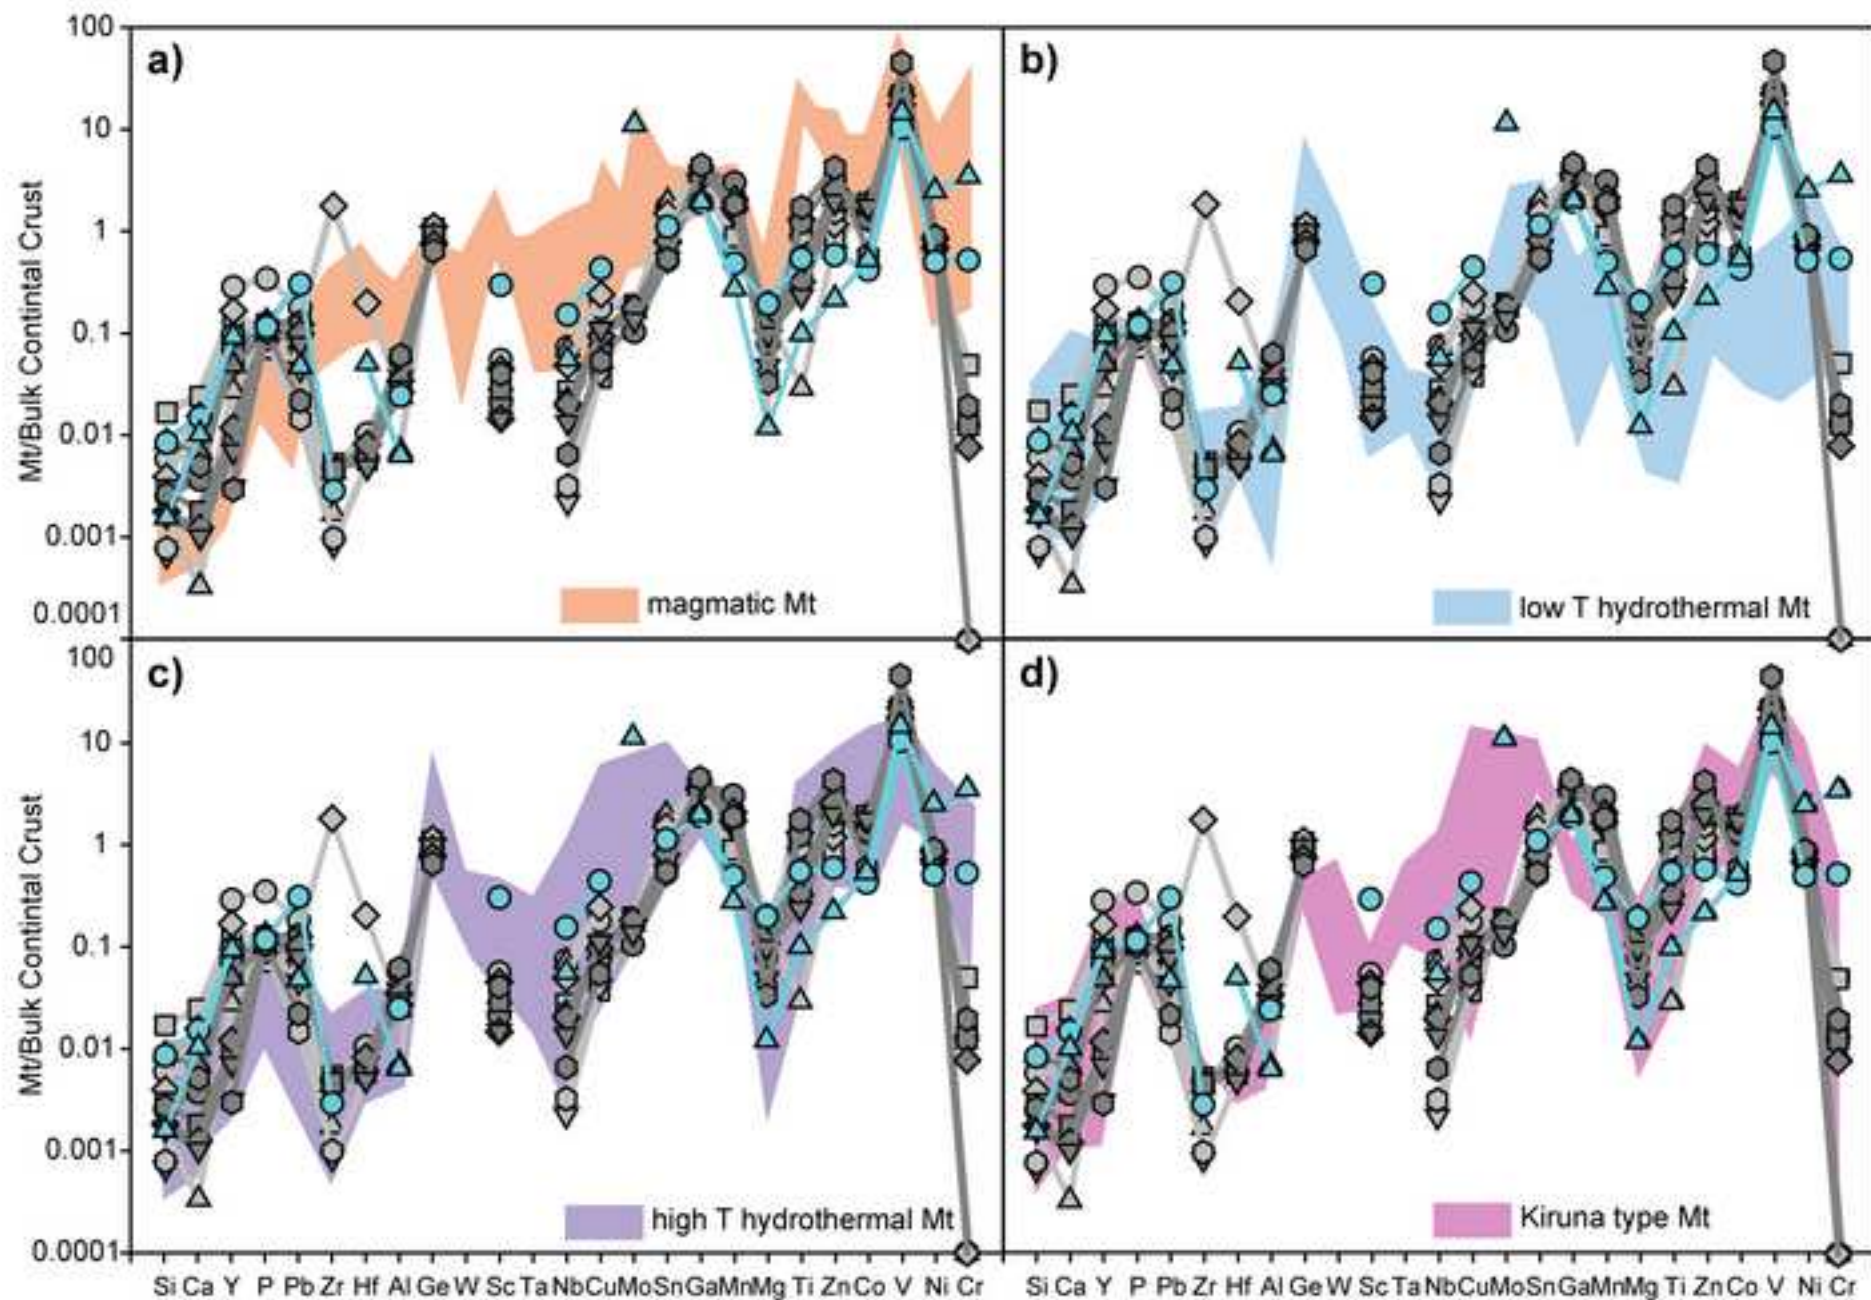 a)
b)
100
10
1
0.1
0.01
0.001
0.0001
Mt/Bulk Contintal Crust
magmatic Mt
low T hydrothermal Mt
c)
d)
100
10
1
0.1
0.01
0.001
0.0001
Mt/Bulk Contintal Crust
high T hydrothermal Mt
Kiruna type Mt
Si Ca Y P Pb Zr Hf Al Ge W Sc Ta Nb Cu Mo Sn Ga Mn Mg Ti Zn Co V Ni Cr
Si Ca Y P Pb Zr Hf Al Ge W Sc Ta Nb Cu Mo Sn Ga Mn Mg Ti Zn Co V Ni Cr